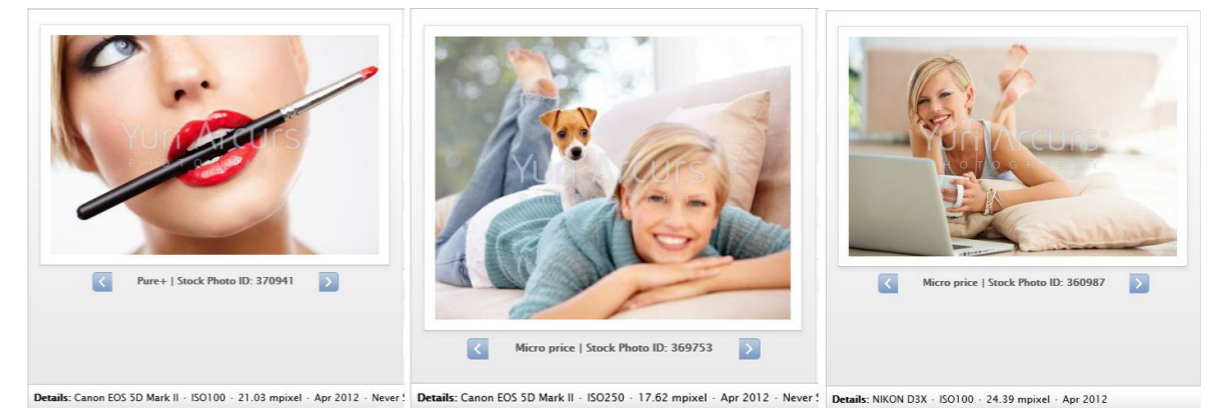 Yuri Arcurs
PHOTOGRAPHY
Pure+ | Stock Photo ID: 370941
Details: Canon EOS 5D Mark II · ISO100 · 21.03 mpixel · Apr 2012 · Never
Yuri Arcurs
Micro price | Stock Photo ID: 369753
Details: Canon EOS 5D Mark II · ISO250 · 17.62 mpixel · Apr 2012 · Never
Yuri Arcurs
PHOTOGRAPHY
Micro price | Stock Photo ID: 360987
Details: NIKON D3X · ISO100 · 24.39 mpixel · Apr 2012